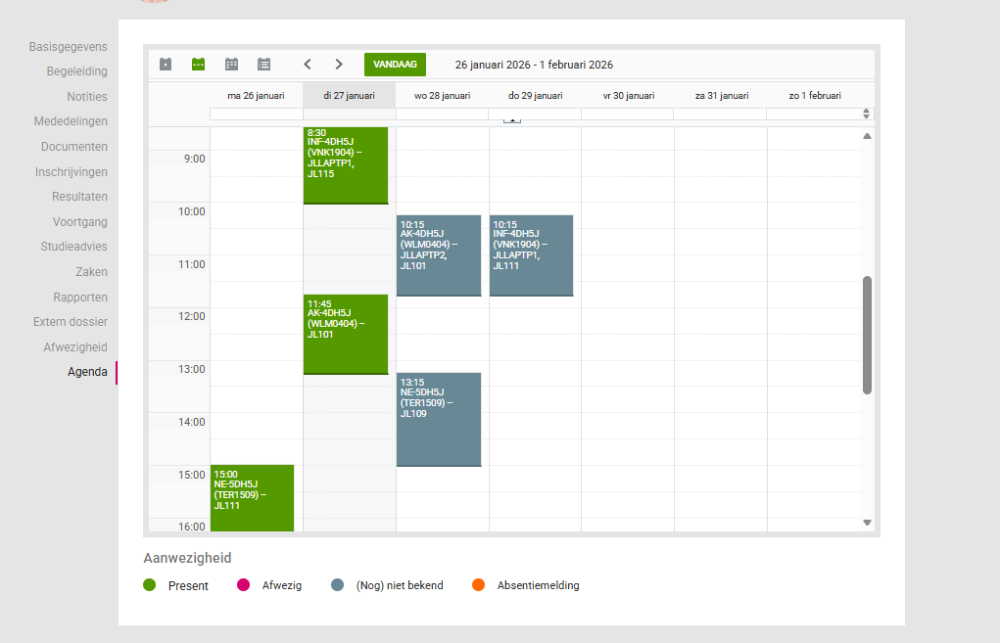 Basisgegevens
Begeleiding
Notities
Mededelingen
Documenten
Inschrijvingen
Resultaten
Voortgang
Studieadvies
Zaken
Rapporten
Extern dossier
Afwezigheid
Agenda
VANDAAG
26 januari 2026 - 1 februari 2026
ma 26 januari
di 27 januari
wo 28 januari
do 29 januari
vr 30 januari
za 31 januari
zo 1 februari
9:00
10:00
11:00
12:00
13:00
14:00
15:00
16:00
15:00
NE-5DH5J
(TER1509) –
JL111
8:30
INF-4DH5J
(VNK1904) –
JLLAPTP1,
JL115
11:45
AK-4DH5J
(WLM0404) –
JL101
10:15
AK-4DH5J
(WLM0404) –
JLLAPTP2,
JL101
13:15
NE-5DH5J
(TER1509) –
JL109
10:15
INF-4DH5J
(VNK1904) –
JLLAPTP1,
JL111
Aanwezigheid
Present
Afwezig
(Nog) niet bekend
Absentiemelding